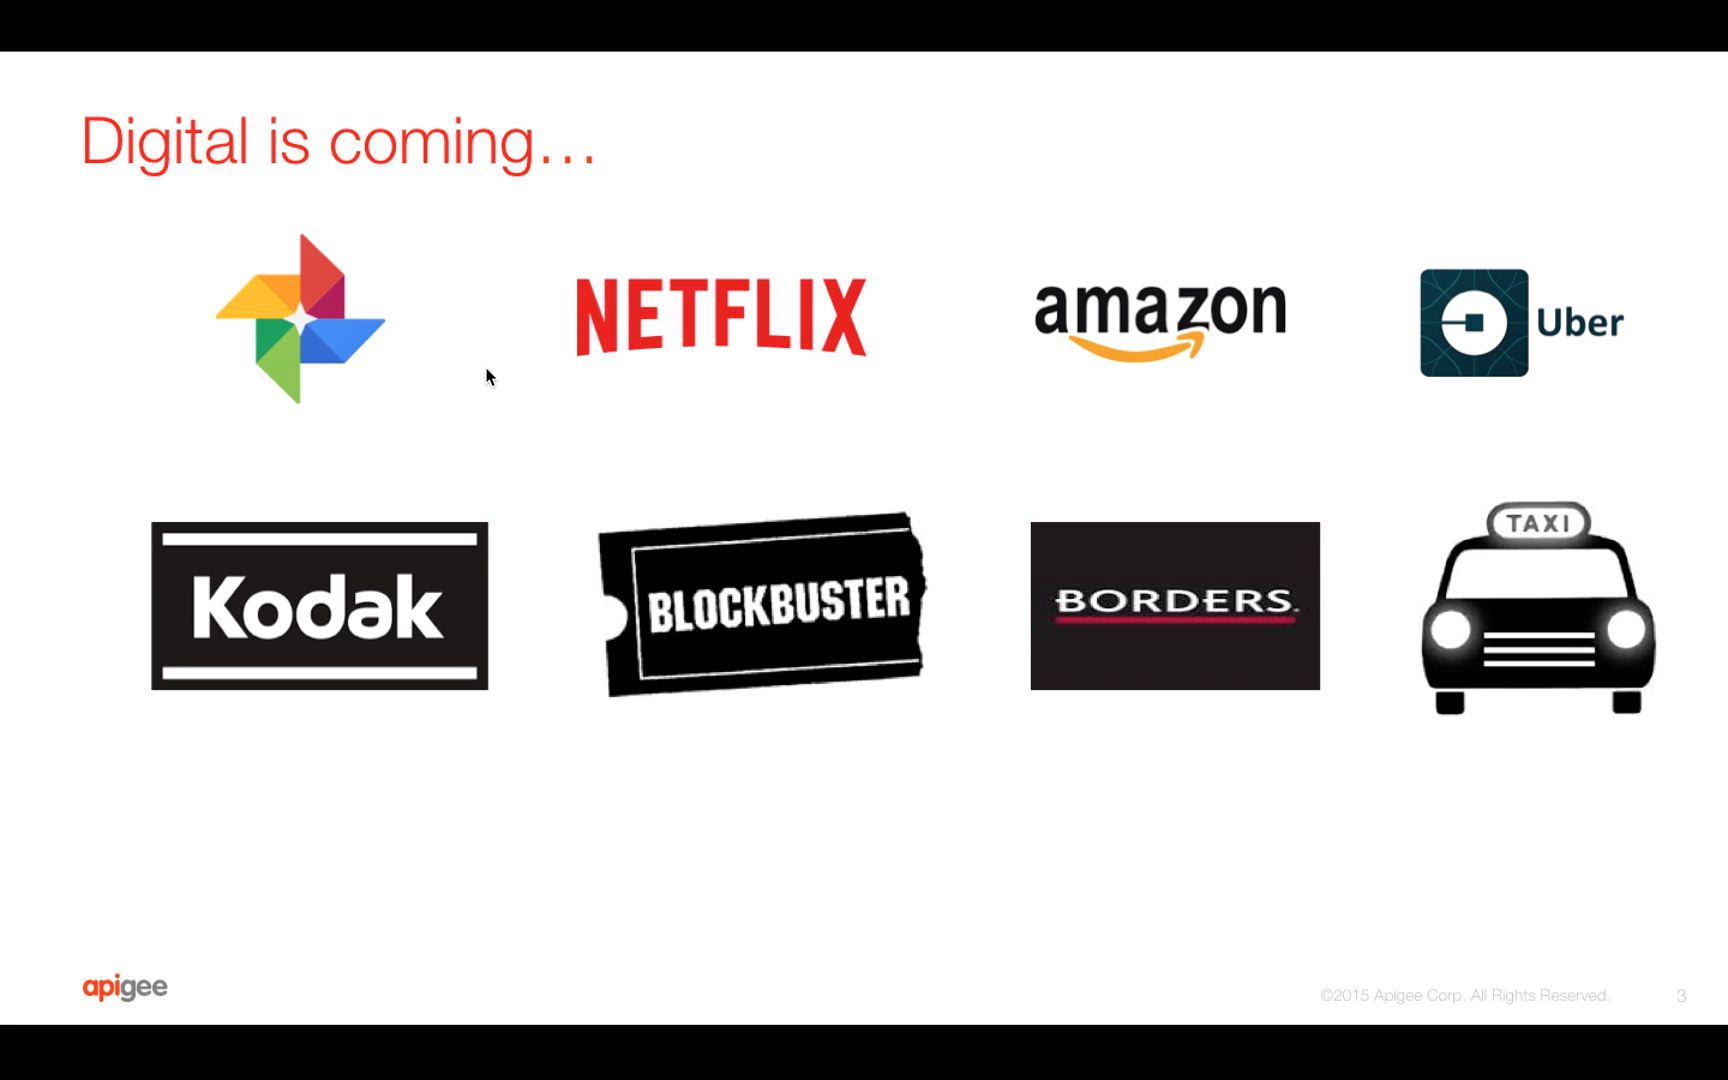 Digital is coming...
NETFLIX
amazon
Uber
Kodak
BLOCKBUSTER
BORDERS.
TAXI
apigee
©2015 Apigee Corp. All Rights Reserved.
3